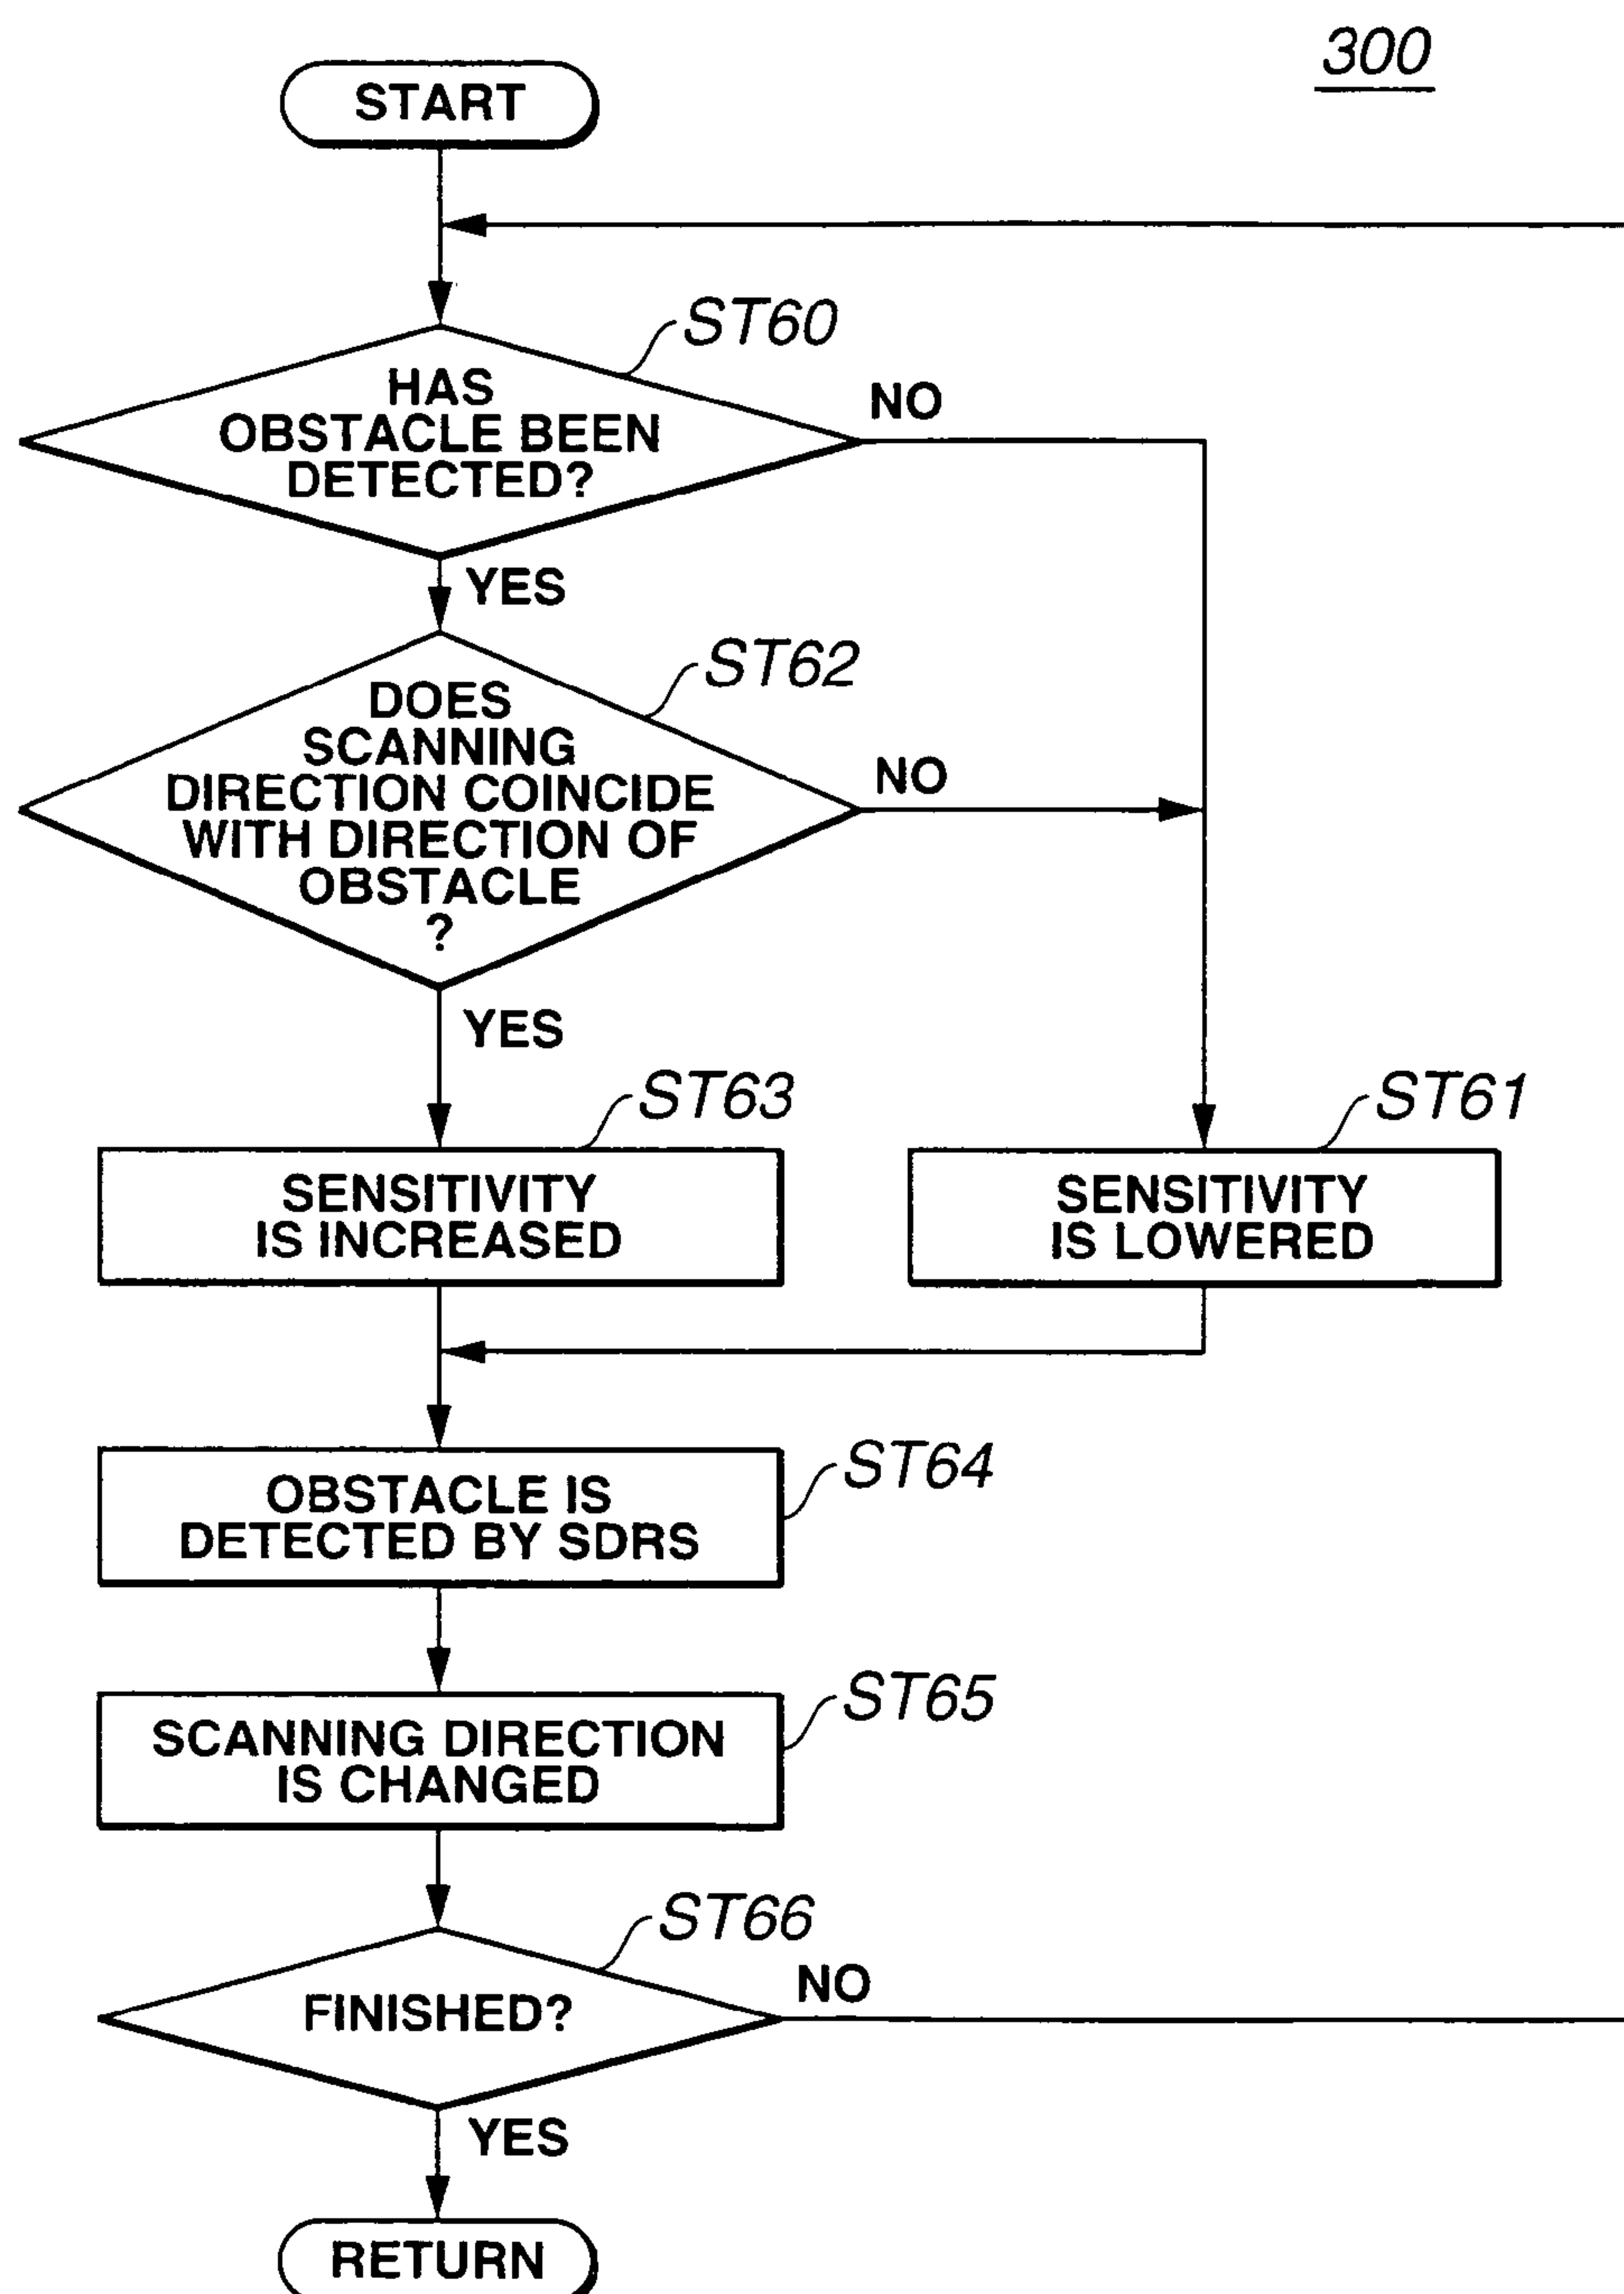 300
START
ST60
HAS
OBSTACLE BEEN
DETECTED?
NO
YES
ST62
DOES
SCANNING
DIRECTION COINCIDE
WITH DIRECTION OF
OBSTACLE
?
NO
YES
ST63
ST61
SENSITIVITY
IS INCREASED
SENSITIVITY
IS LOWERED
ST64
OBSTACLE IS
DETECTED BY SDRS
ST65
SCANNING DIRECTION
IS CHANGED
ST66
FINISHED?
NO
YES
RETURN